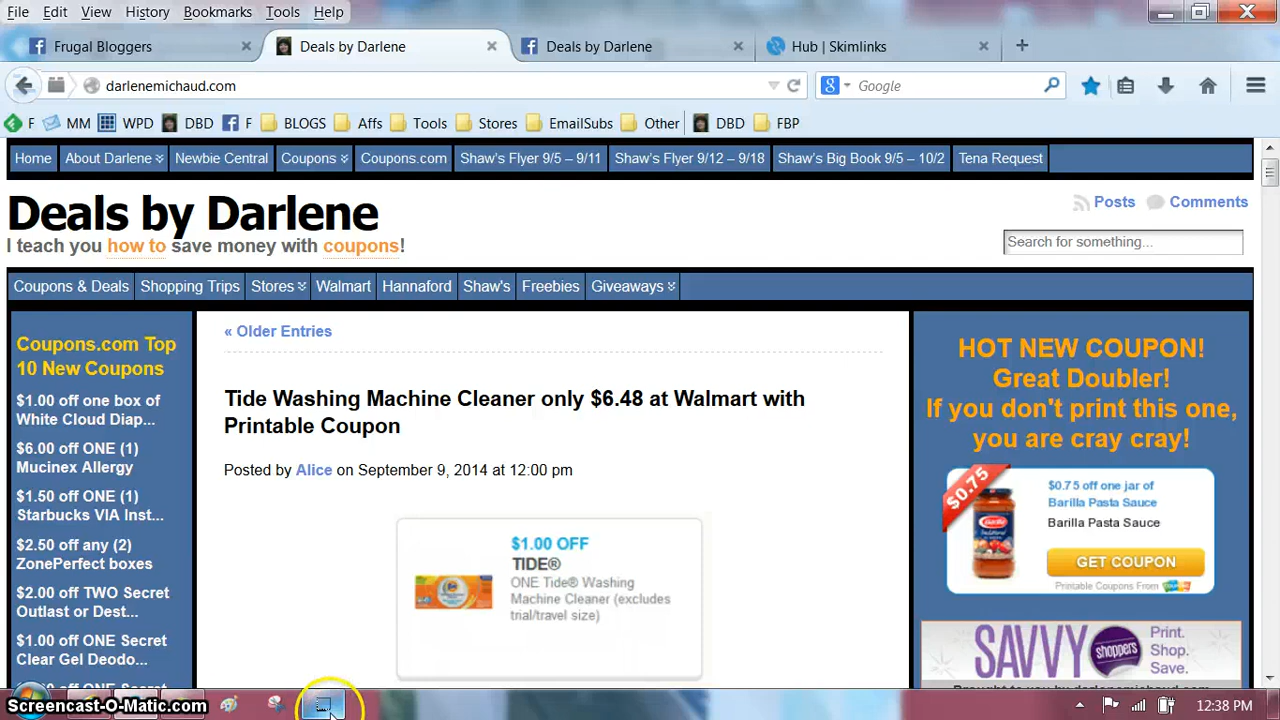 File Edit View History Bookmarks Tools Help
Frugal Bloggers Deals by Darlene Deals by Darlene Hub | Skimlinks
darlenemichaud.com Google
F MM WPD DBD F BLOGS Affs Tools Stores EmailSubs Other DBD FBP
Home About Darlene Newbie Central Coupons Coupons.com Shaw's Flyer 9/5 – 9/11 Shaw's Flyer 9/12 – 9/18 Shaw's Big Book 9/5 – 10/2 Tena Request
Deals by Darlene
I teach you how to save money with coupons!
Posts Comments
Search for something...
Coupons & Deals Shopping Trips Stores Walmart Hannaford Shaw's Freebies Giveaways
Coupons.com Top
10 New Coupons
$1.00 off one box of
White Cloud Diap...
$6.00 off ONE (1)
Mucinex Allergy
$1.50 off ONE (1)
Starbucks VIA Inst...
$2.50 off any (2)
ZonePerfect boxes
$2.00 off TWO Secret
Outlast or Dest...
$1.00 off ONE Secret
Clear Gel Deodo...
« Older Entries
Tide Washing Machine Cleaner only $6.48 at Walmart with
Printable Coupon
Posted by Alice on September 9, 2014 at 12:00 pm
$1.00 OFF
TIDE®
ONE Tide® Washing
Machine Cleaner (excludes
trial/travel size)
HOT NEW COUPON!
Great Doubler!
If you don't print this one,
you are cray cray!
$0.75
$0.75 off one jar of
Barilla Pasta Sauce
Barilla Pasta Sauce
GET COUPON
Printable Coupons From
SAVVY shoppers
Print.
Shop.
Save.
Brought to you by darlenemichaud.com
Screencast-O-Matic.com
12:38 PM